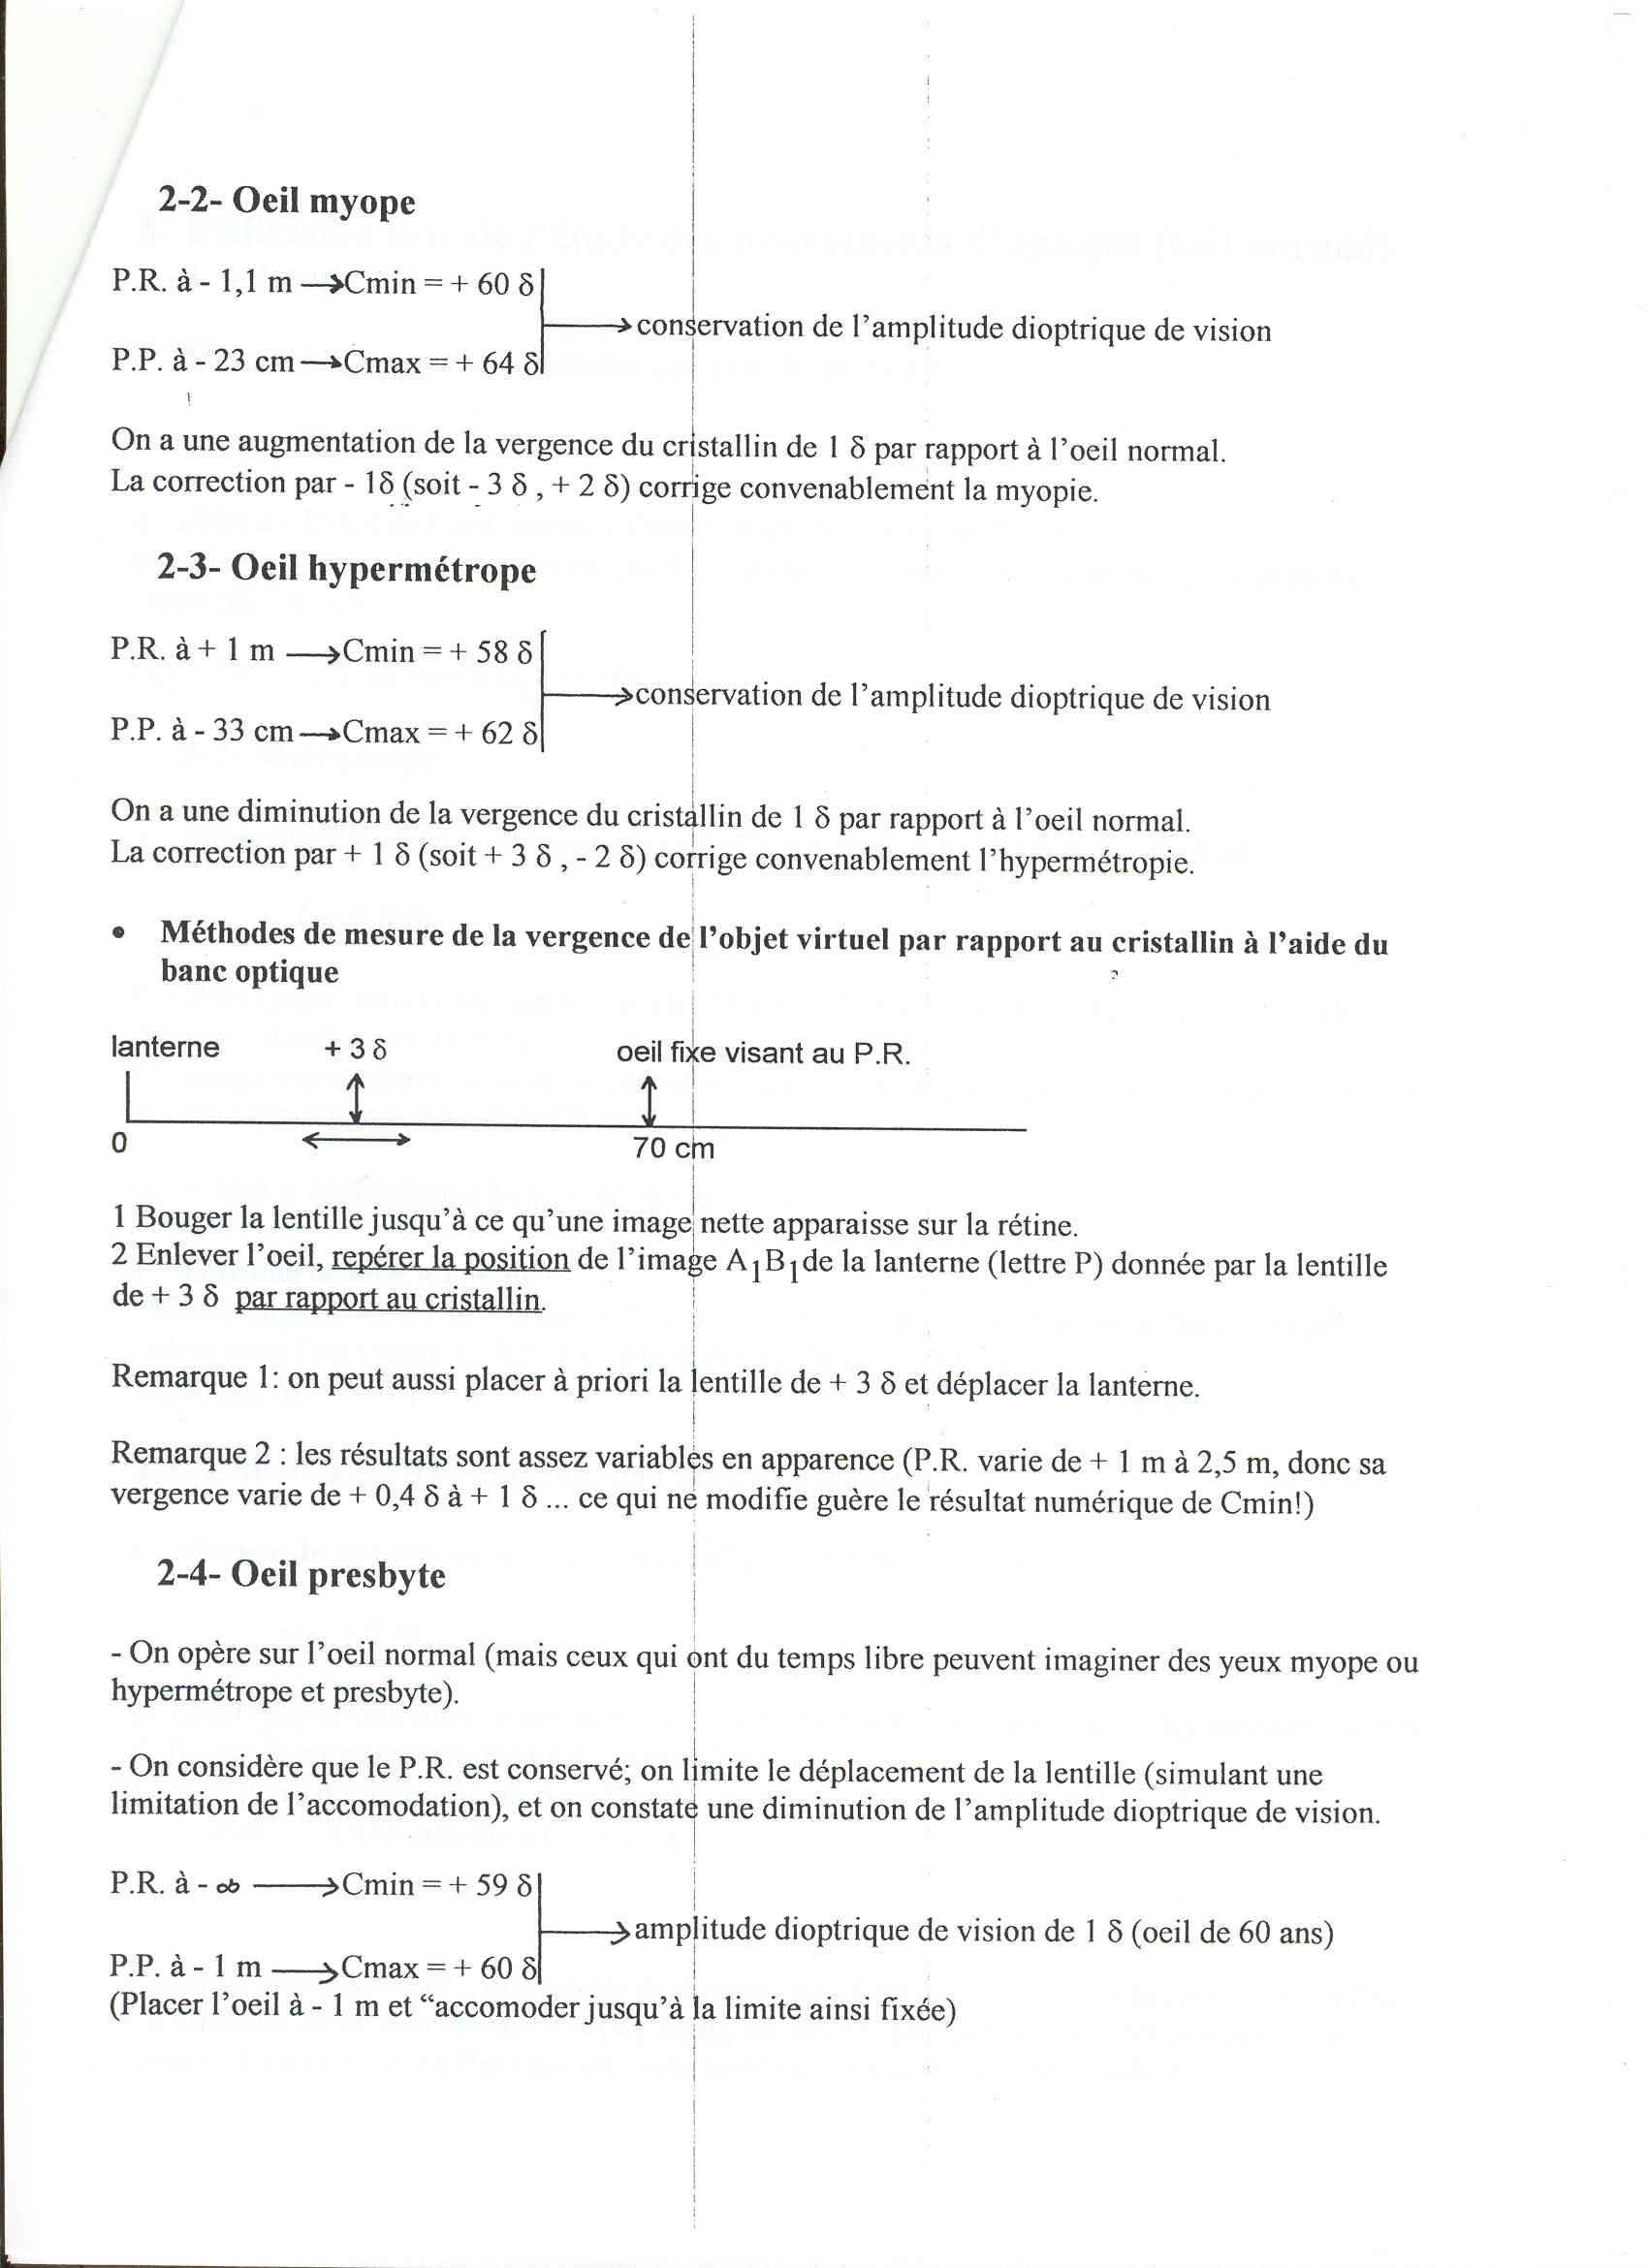 2-2- Oeil myope
P.R. à - 1,1 m ⟶Cmin = + 60 δ
⟶conservation de l'amplitude dioptrique de vision
P.P. à - 23 cm⟶Cmax = + 64 δ
On a une augmentation de la vergence du cristallin de 1 δ par rapport à l'oeil normal.
La correction par - 1δ (soit - 3 δ , + 2 δ) corrige convenablement la myopie.
2-3- Oeil hypermétrope
P.R. à + 1 m ⟶Cmin = + 58 δ
⟶conservation de l'amplitude dioptrique de vision
P.P. à - 33 cm⟶Cmax = + 62 δ
On a une diminution de la vergence du cristallin de 1 δ par rapport à l'oeil normal.
La correction par + 1 δ (soit + 3 δ , - 2 δ) corrige convenablement l'hypermétropie.
• Méthodes de mesure de la vergence de l'objet virtuel par rapport au cristallin à l'aide du
banc optique
lanterne + 3 δ oeil fixe visant au P.R.
0 70 cm
1 Bouger la lentille jusqu'à ce qu'une image nette apparaisse sur la rétine.
2 Enlever l'oeil, repérer la position de l'image A₁B₁de la lanterne (lettre P) donnée par la lentille
de + 3 δ par rapport au cristallin.
Remarque 1: on peut aussi placer à priori la lentille de + 3 δ et déplacer la lanterne.
Remarque 2 : les résultats sont assez variables en apparence (P.R. varie de + 1 m à 2,5 m, donc sa
vergence varie de + 0,4 δ à + 1 δ ... ce qui ne modifie guère le résultat numérique de Cmin!)
2-4- Oeil presbyte
- On opère sur l'oeil normal (mais ceux qui ont du temps libre peuvent imaginer des yeux myope ou
hypermétrope et presbyte).
- On considère que le P.R. est conservé; on limite le déplacement de la lentille (simulant une
limitation de l'accomodation), et on constate une diminution de l'amplitude dioptrique de vision.
P.R. à - ∞ ⟶Cmin = + 59 δ
⟶amplitude dioptrique de vision de 1 δ (oeil de 60 ans)
P.P. à - 1 m ⟶Cmax = + 60 δ
(Placer l'oeil à - 1 m et “accomoder jusqu'à la limite ainsi fixée)